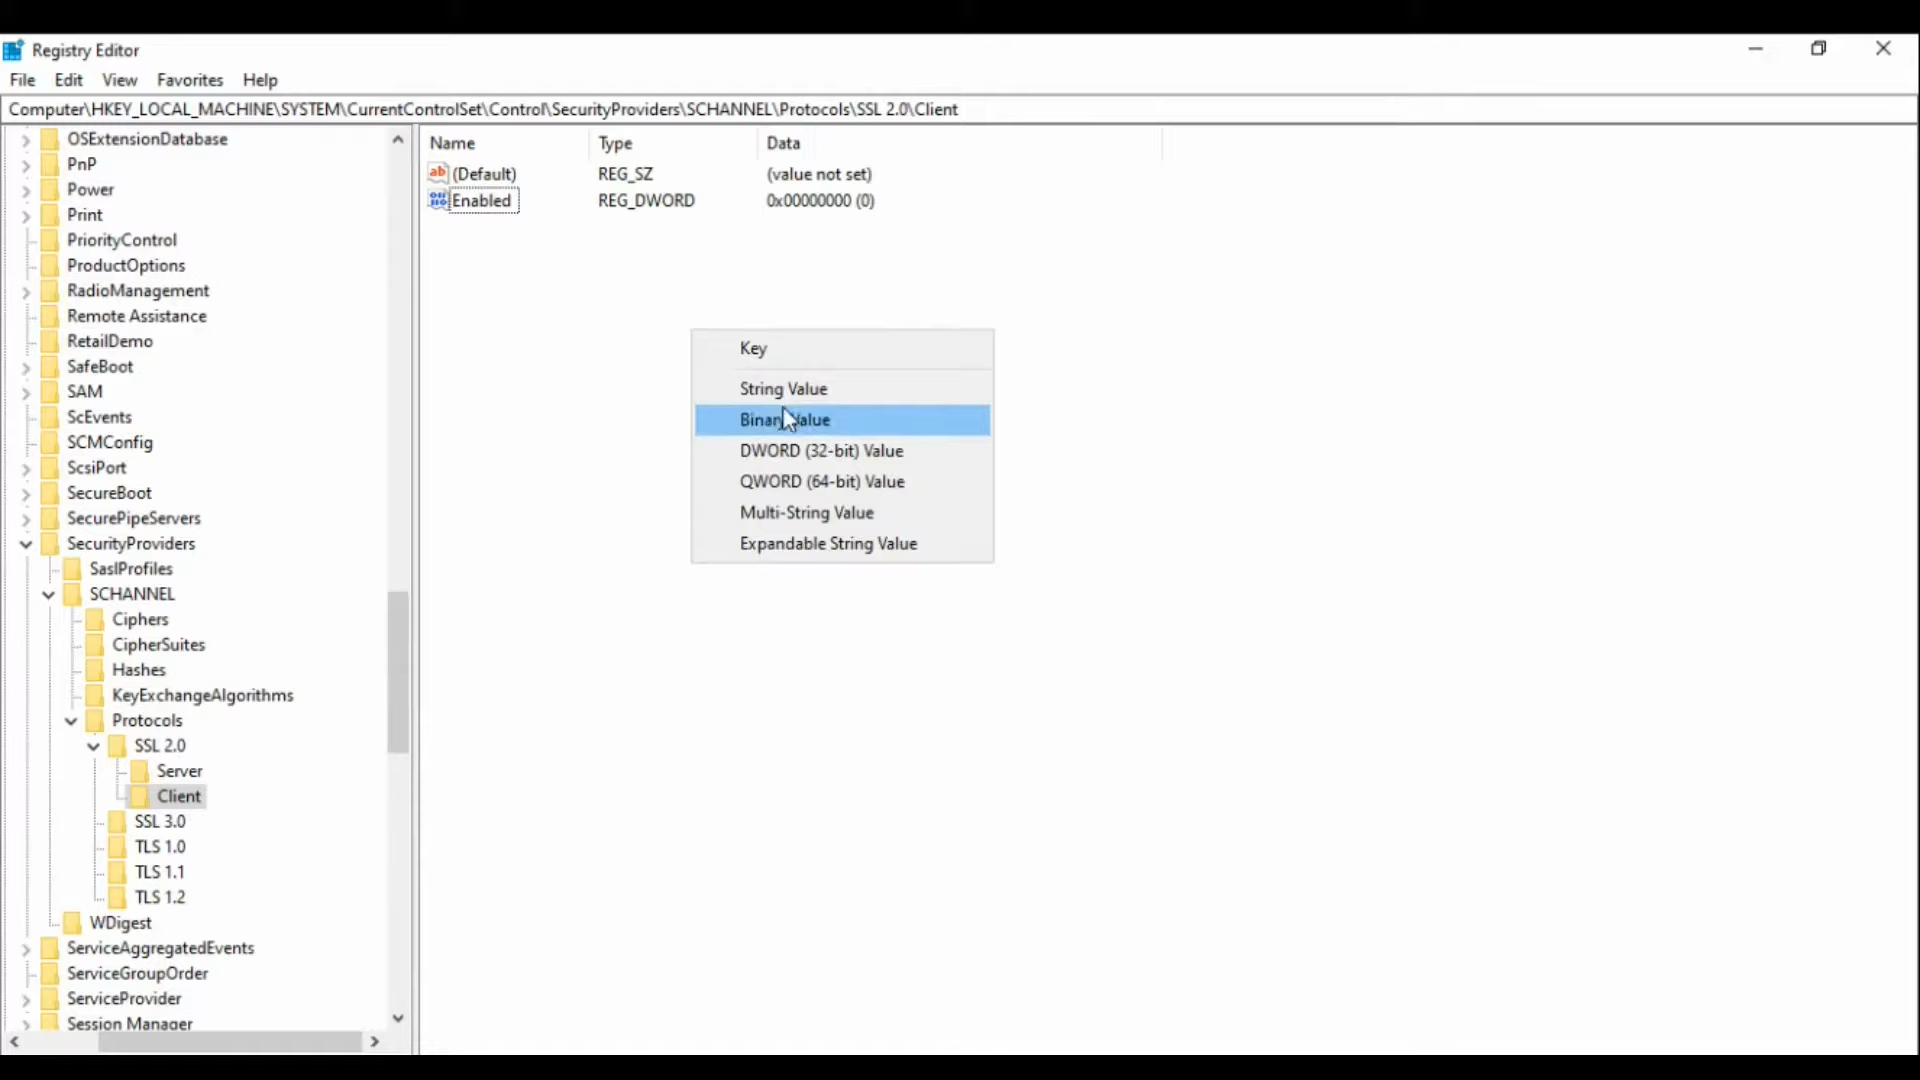 Registry Editor
File Edit View Favorites Help
Computer\HKEY_LOCAL_MACHINE\SYSTEM\CurrentControlSet\Control\SecurityProviders\SCHANNEL\Protocols\SSL 2.0\Client
OSExtensionDatabase
PnP
Power
Print
PriorityControl
ProductOptions
RadioManagement
Remote Assistance
RetailDemo
SafeBoot
SAM
ScEvents
SCMConfig
ScsiPort
SecureBoot
SecurePipeServers
SecurityProviders
SaslProfiles
SCHANNEL
Ciphers
CipherSuites
Hashes
KeyExchangeAlgorithms
Protocols
SSL 2.0
Server
Client
SSL 3.0
TLS 1.0
TLS 1.1
TLS 1.2
WDigest
ServiceAggregatedEvents
ServiceGroupOrder
ServiceProvider
Session Manager
Name Type Data
ab (Default) REG_SZ (value not set)
Enabled REG_DWORD 0x00000000 (0)
Key
String Value
Binary Value
DWORD (32-bit) Value
QWORD (64-bit) Value
Multi-String Value
Expandable String Value